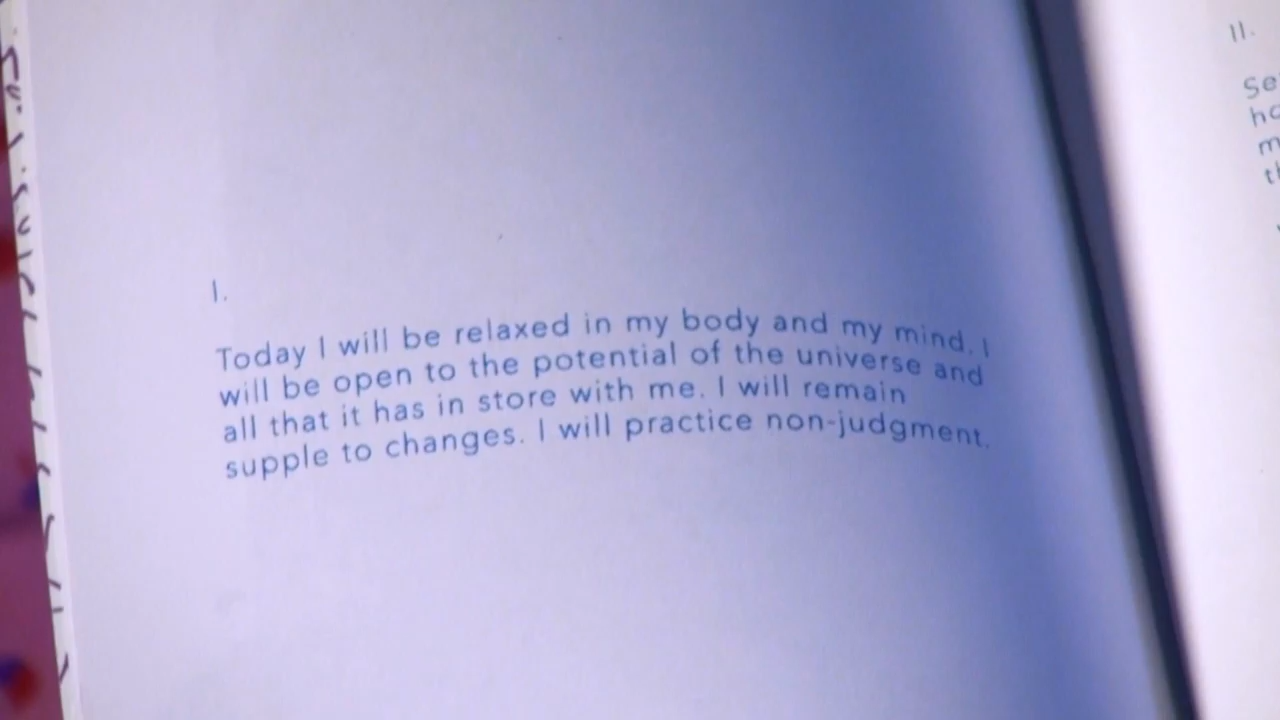 I.
Today I will be relaxed in my body and my mind. I
will be open to the potential of the universe and
all that it has in store with me. I will remain
supple to changes. I will practice non-judgment.
II.